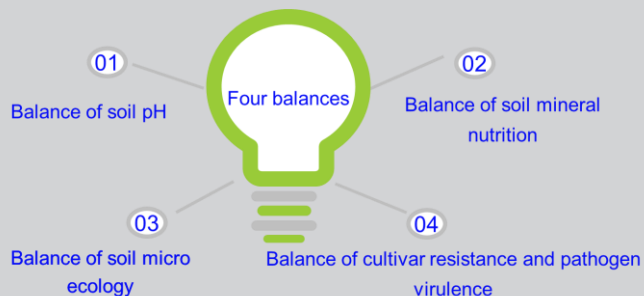 Four balances
01
Balance of soil pH
02
Balance of soil mineral
nutrition
03
Balance of soil micro
ecology
04
Balance of cultivar resistance and pathogen
virulence